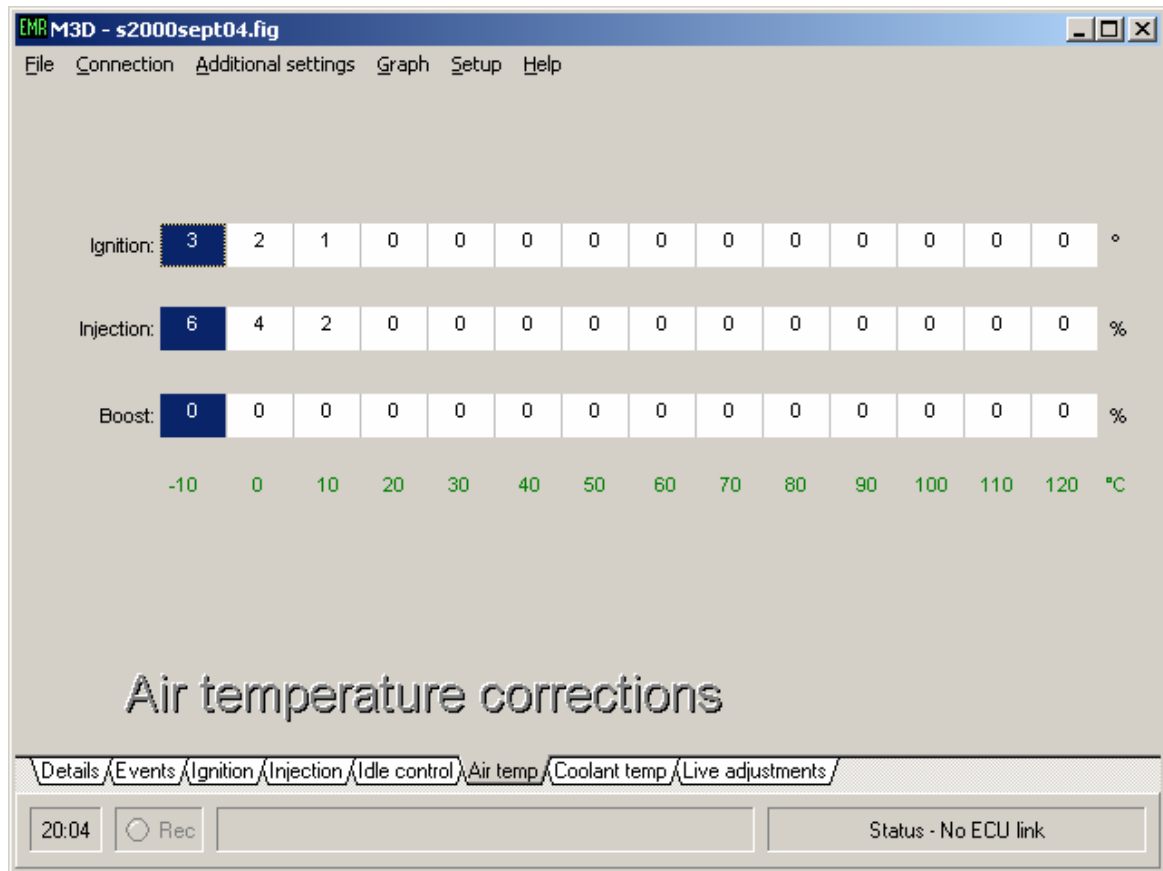 EMR M3D - s2000sept04.fig
File Connection Additional settings Graph Setup Help
Ignition: 3 2 1 0 0 0 0 0 0 0 0 0 0 0 °
Injection: 6 4 2 0 0 0 0 0 0 0 0 0 0 0 %
Boost: 0 0 0 0 0 0 0 0 0 0 0 0 0 0 %
-10 0 10 20 30 40 50 60 70 80 90 100 110 120 °C
Air temperature corrections
Details Events Ignition Injection Idle control Air temp Coolant temp Live adjustments
20:04 Rec Status - No ECU link